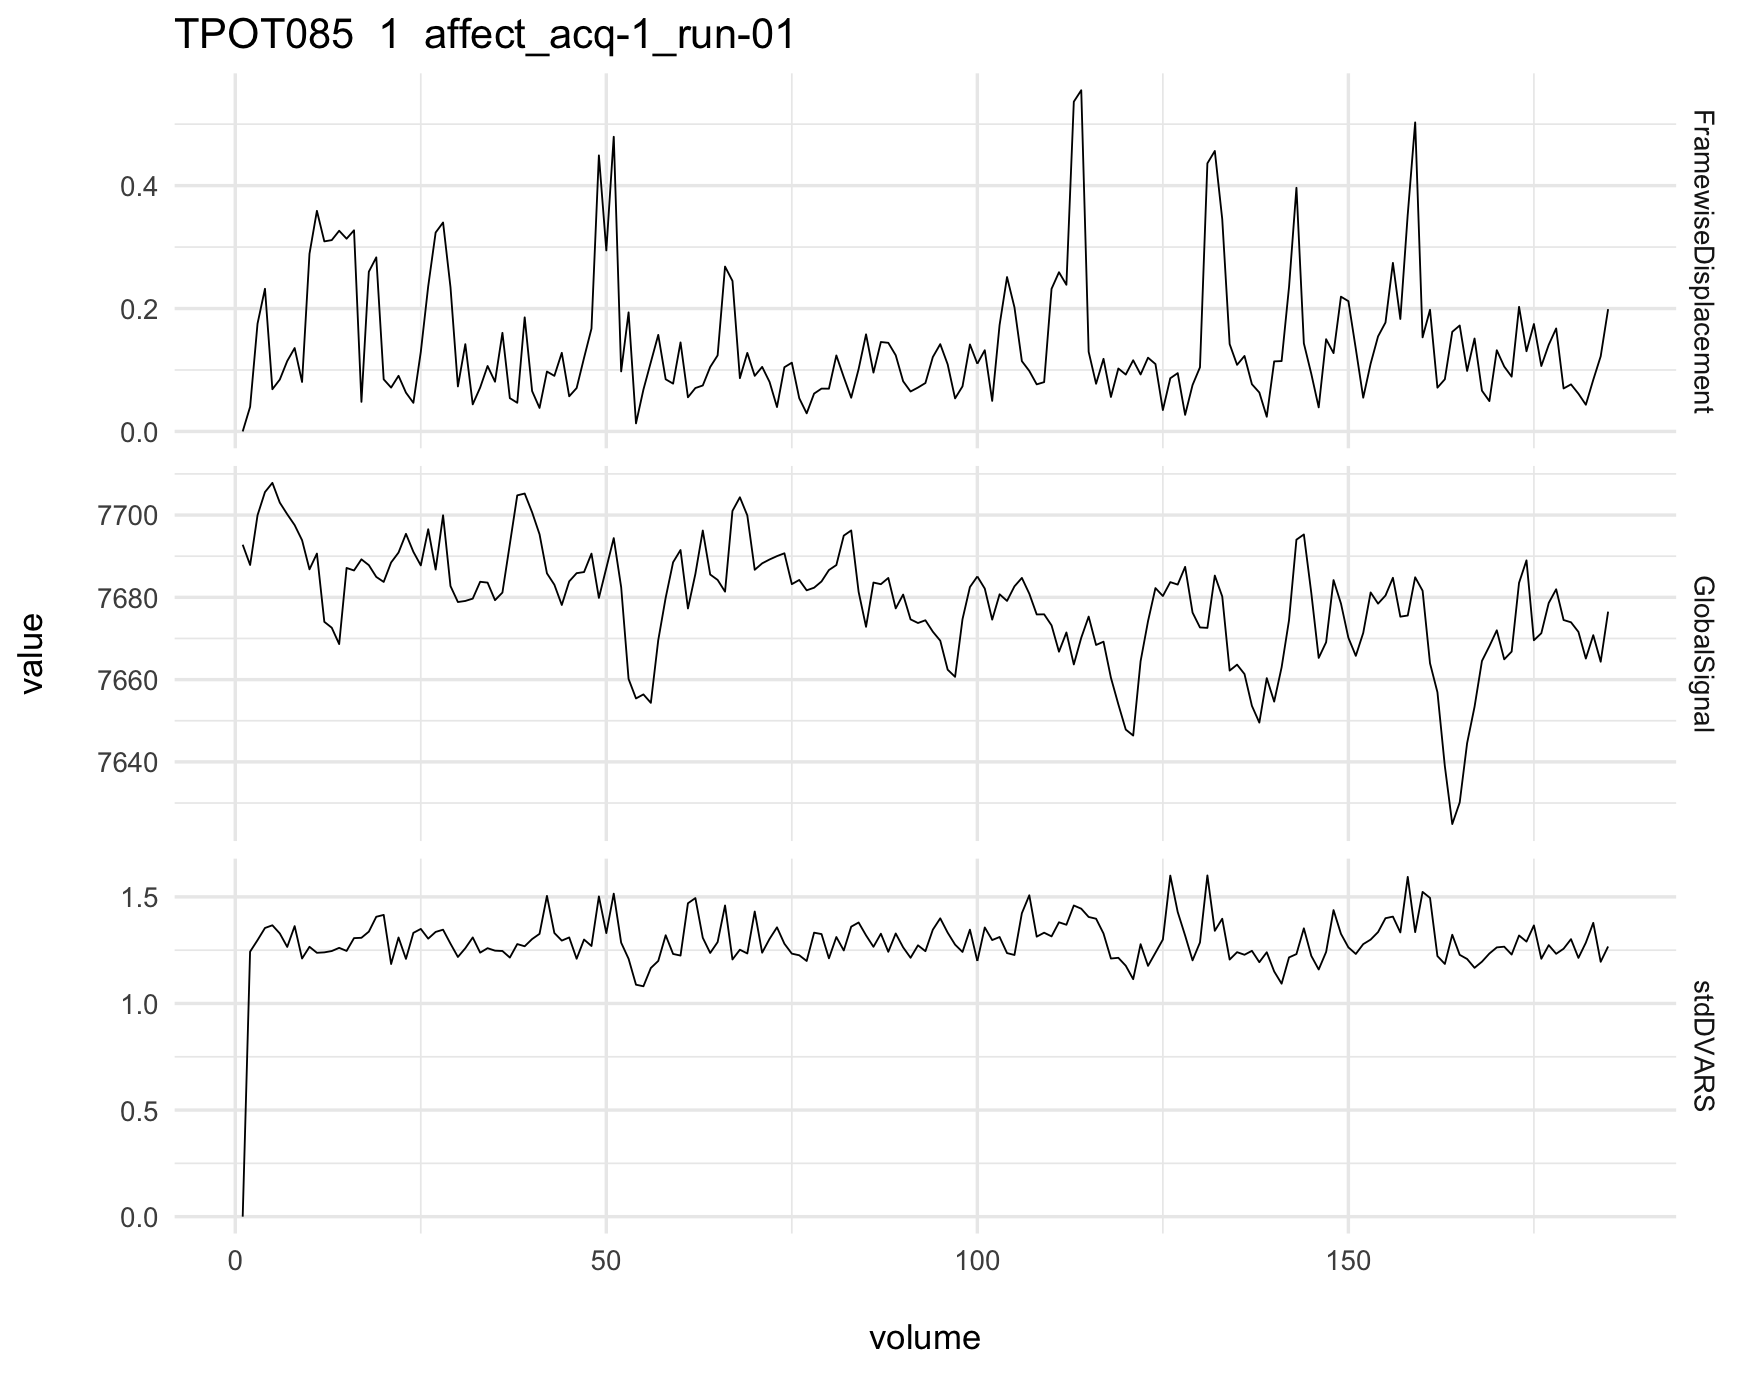 TPOT085  1  affect_acq-1_run-01
0.4
0.2
0.0
FramewiseDisplacement
7700
7680
7660
7640
GlobalSignal
value
1.5
1.0
0.5
0.0
stdDVARS
0 50 100 150
volume